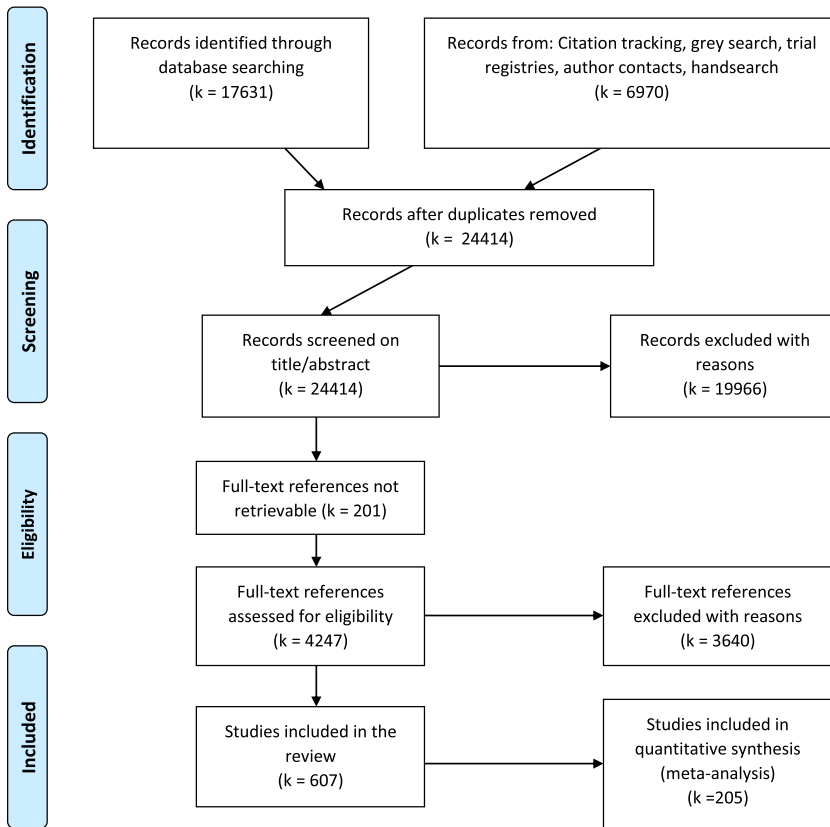 Identification
Records identified through
database searching
(k = 17631)
Records from: Citation tracking, grey search, trial
registries, author contacts, handsearch
(k = 6970)
Records after duplicates removed
(k = 24414)
Screening
Records screened on
title/abstract
(k = 24414)
Records excluded with
reasons
(k = 19966)
Eligibility
Full-text references not
retrievable (k = 201)
Full-text references
assessed for eligibility
(k = 4247)
Full-text references
excluded with reasons
(k = 3640)
Included
Studies included in the
review
(k = 607)
Studies included in
quantitative synthesis
(meta-analysis)
(k =205)